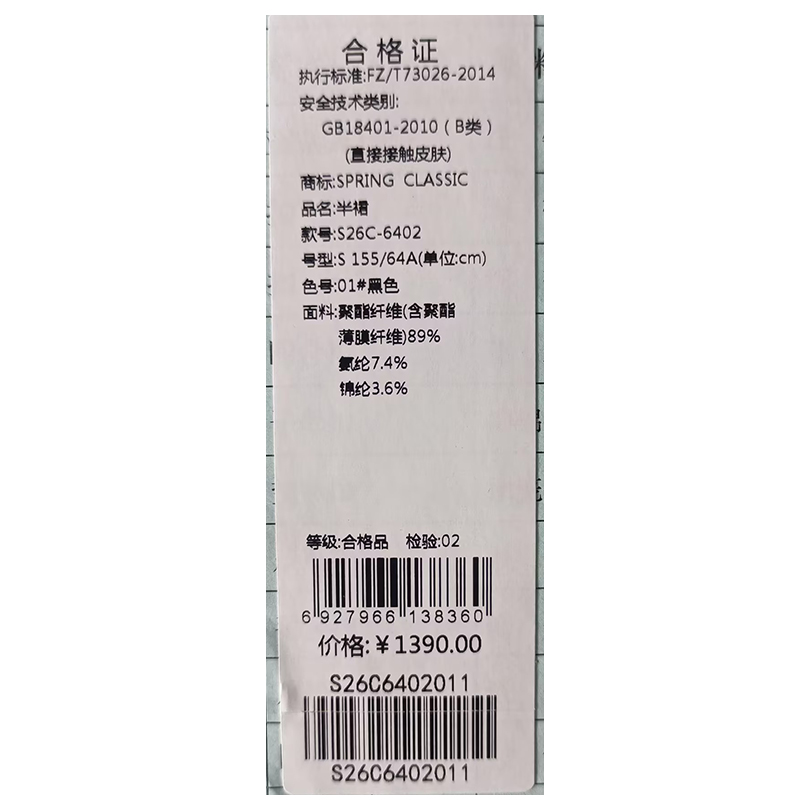 合格证
执行标准:FZ/T73026-2014
安全技术类别:
GB18401-2010（B类）
(直接接触皮肤)
商标:SPRING CLASSIC
品名:半裙
款号:S26C-6402
号型:S 155/64A(单位:cm)
色号:01#黑色
面料:聚酯纤维(含聚酯
薄膜纤维)89%
氨纶7.4%
锦纶3.6%
等级:合格品 检验:02
6 927966 138360
价格:￥1390.00
S26C6402011
S26C6402011